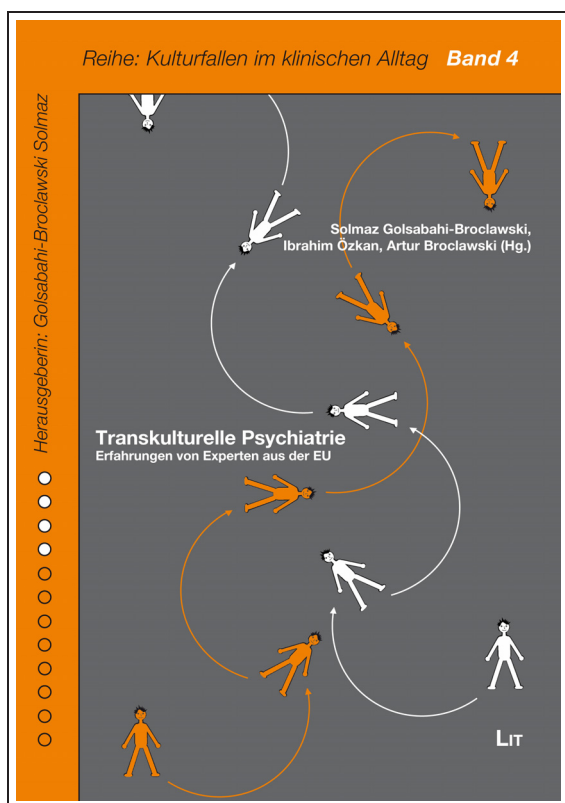 Reihe: Kulturfallen im klinischen Alltag Band 4
Herausgeberin: Golsabahi-Broclawski Solmaz
Solmaz Golsabahi-Broclawski,
Ibrahim Özkan, Artur Broclawski (Hg.)
Transkulturelle Psychiatrie
Erfahrungen von Experten aus der EU
LIT